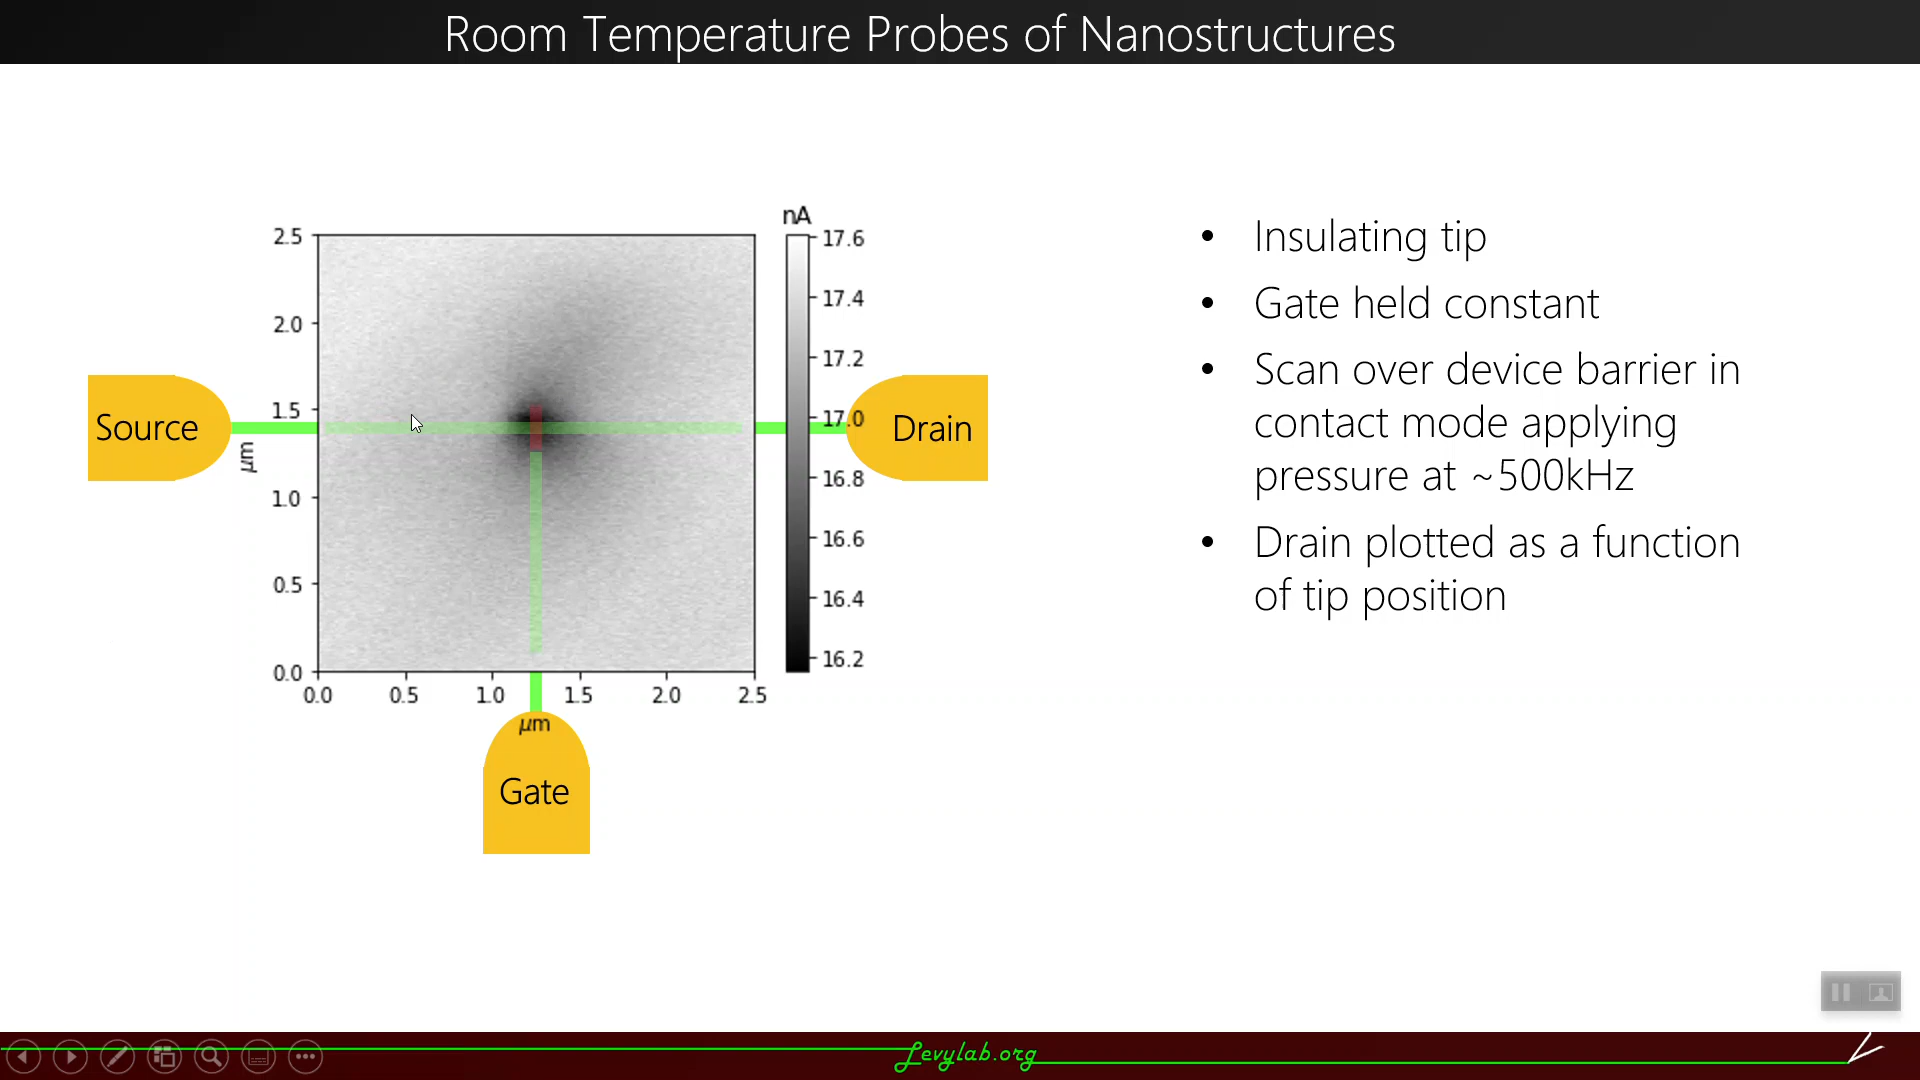 Room Temperature Probes of Nanostructures
nA
2.5
2.0
1.5
1.0
0.5
0.0
µm
0.0 0.5 1.0 1.5 2.0 2.5
µm
17.6
17.4
17.2
17.0
16.8
16.6
16.4
16.2
Source
Drain
Gate
• Insulating tip
• Gate held constant
• Scan over device barrier in
contact mode applying
pressure at ~500kHz
• Drain plotted as a function
of tip position
Levylab.org